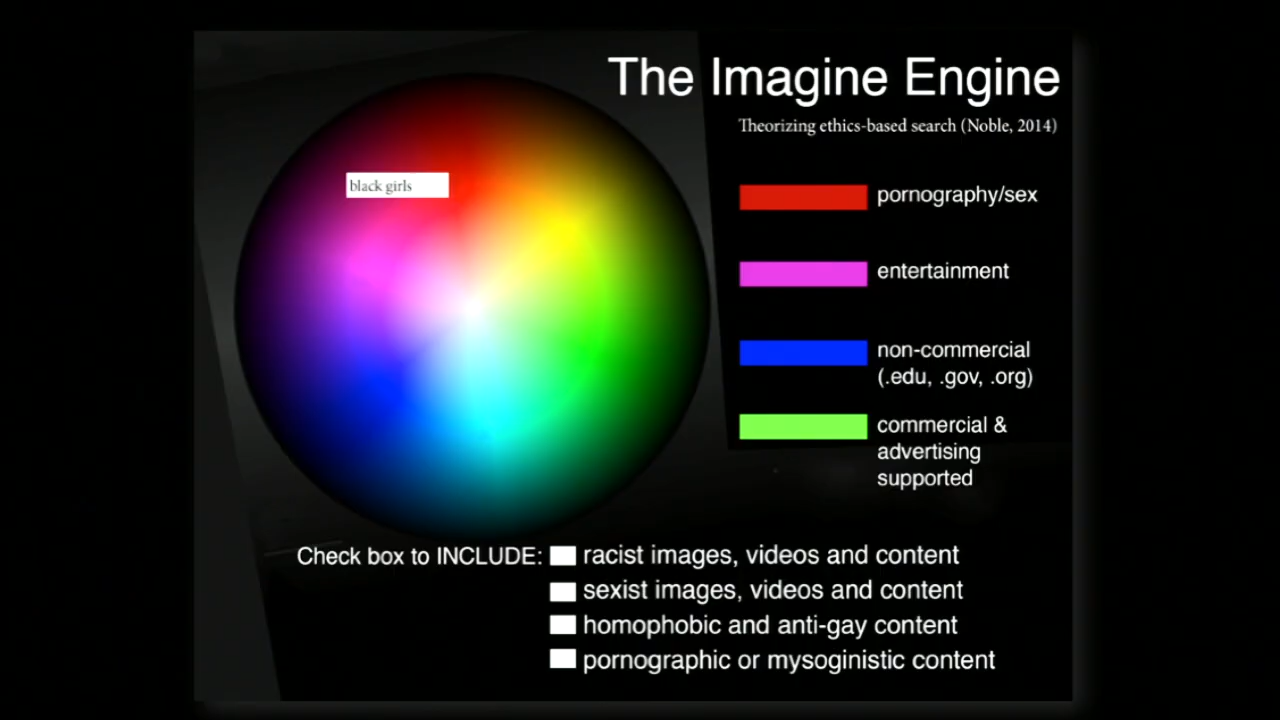 The Imagine Engine
Theorizing ethics-based search (Noble, 2014)
black girls
pornography/sex
entertainment
non-commercial
(.edu, .gov, .org)
commercial &
advertising
supported
Check box to INCLUDE: racist images, videos and content
sexist images, videos and content
homophobic and anti-gay content
pornographic or mysoginistic content